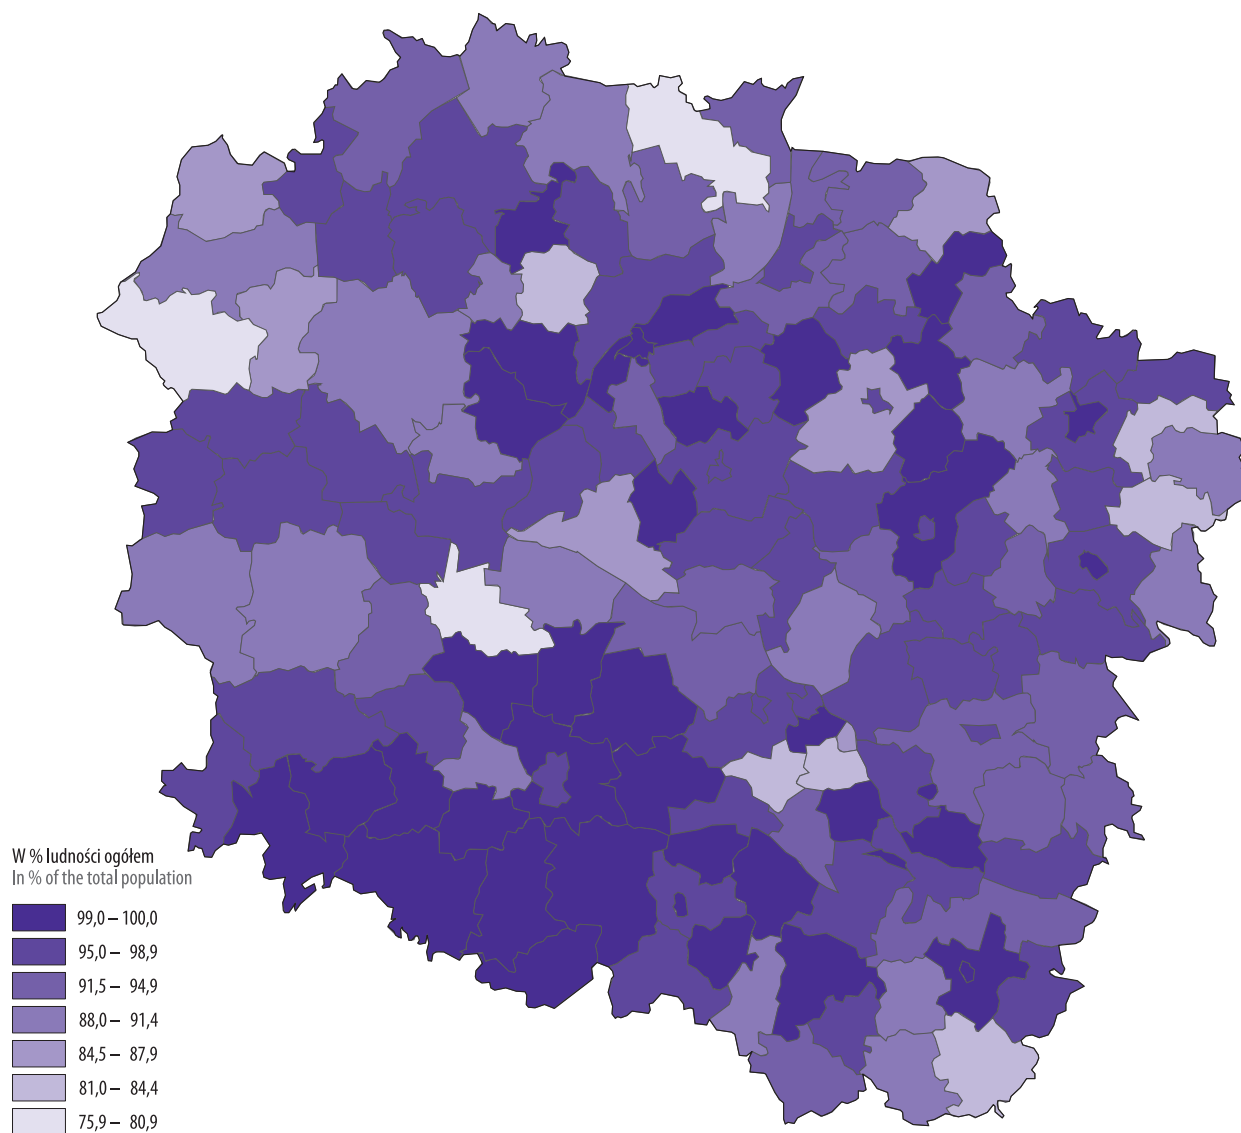 W % ludności ogółem
In % of the total population
99,0 – 100,0
95,0 – 98,9
91,5 – 94,9
88,0 – 91,4
84,5 – 87,9
81,0 – 84,4
75,9 – 80,9